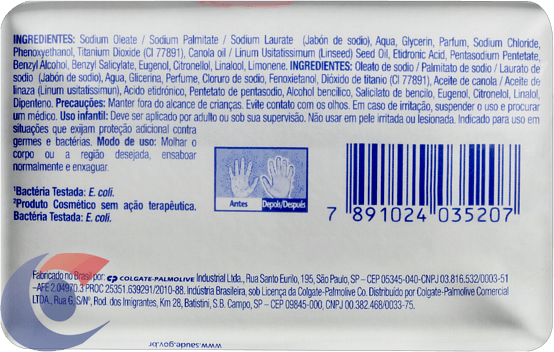 INGREDIENTES: Sodium Oleate / Sodium Palmitate / Sodium Laurate (Jabón de sodio), Aqua, Glycerin, Parfum, Sodium Chloride,
Phenoxyethanol, Titanium Dioxide (CI 77891), Canola oil / Linum Usitatissimum (Linseed) Seed Oil, Etidronic Acid, Pentasodium Pentetate,
Benzyl Alcohol, Benzyl Salicylate, Eugenol, Citronellol, Linalool, Limonene. INGREDIENTES: Oleato de sodio / Palmitato de sodio / Laurato de
sodio (Jabón de sodio), Agua, Glicerina, Perfume, Cloruro de sodio, Fenoxietanol, Dióxido de titanio (CI 77891), Aceite de canola / Aceite de
linaza (Linum usitatissimum), Acido etidrónico, Pentetato de pentasodio, Alcohol bencílico, Salicilato de bencilo, Eugenol, Citronelol, Linalol,
Dipenteno. Precauções: Manter fora do alcance de crianças. Evite contato com os olhos. Em caso de irritação, suspender o uso e procurar
um médico. Uso infantil: Deve ser aplicado por adulto ou sob sua supervisão. Não usar em pele irritada ou lesionada. Indicado para uso em
situações que exijam proteção adicional contra
germes e bactérias. Modo de uso: Molhar o
corpo ou a região desejada, ensaboar
normalmente e enxaguar.
¹Bactéria Testada: E. coli.
²Produto Cosmético sem ação terapêutica.
Bactéria Testada: E. coli.
Antes Depois/Después
7 891024 035207
Fabricado no Brasil por: COLGATE-PALMOLIVE Industrial Ltda., Rua Santo Eurilo, 195, São Paulo, SP – CEP 05345-040-CNPJ 03.816.532/0003-51
-AFE 2.04970.3 PROC 25351.639291/2010-88. Indústria Brasileira, sob Licença da Colgate-Palmolive Co. Distribuído por Colgate-Palmolive Comercial
LTDA., Rua G, S/Nº, Rod. dos Imigrantes, Km 28, Batistini, S.B. Campo, SP – CEP 09845-000, CNPJ 00.382.468/0033-75.
www.saude.gov.br